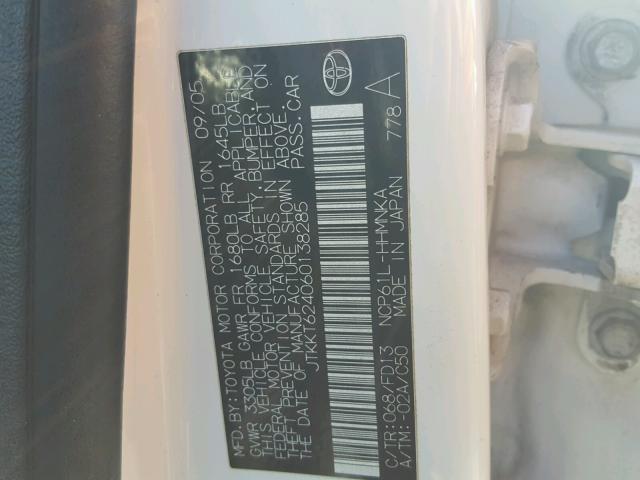 MFD. BY: TOYOTA MOTOR CORPORATION 09/05
GVWR 3305LB GAWR FR 1680LB RR 1645LB
THIS VEHICLE CONFORMS TO ALL APPLICABLE
FEDERAL MOTOR VEHICLE SAFETY, BUMPER, AND
THEFT PREVENTION STANDARDS IN EFFECT ON
THE DATE OF MANUFACTURE SHOWN ABOVE.
JTKKT624060138285 PASS. CAR
C/TR: 068/FD13 NCP61L-HHMNKA
A/TM: -02A/C50 MADE IN JAPAN 778 A